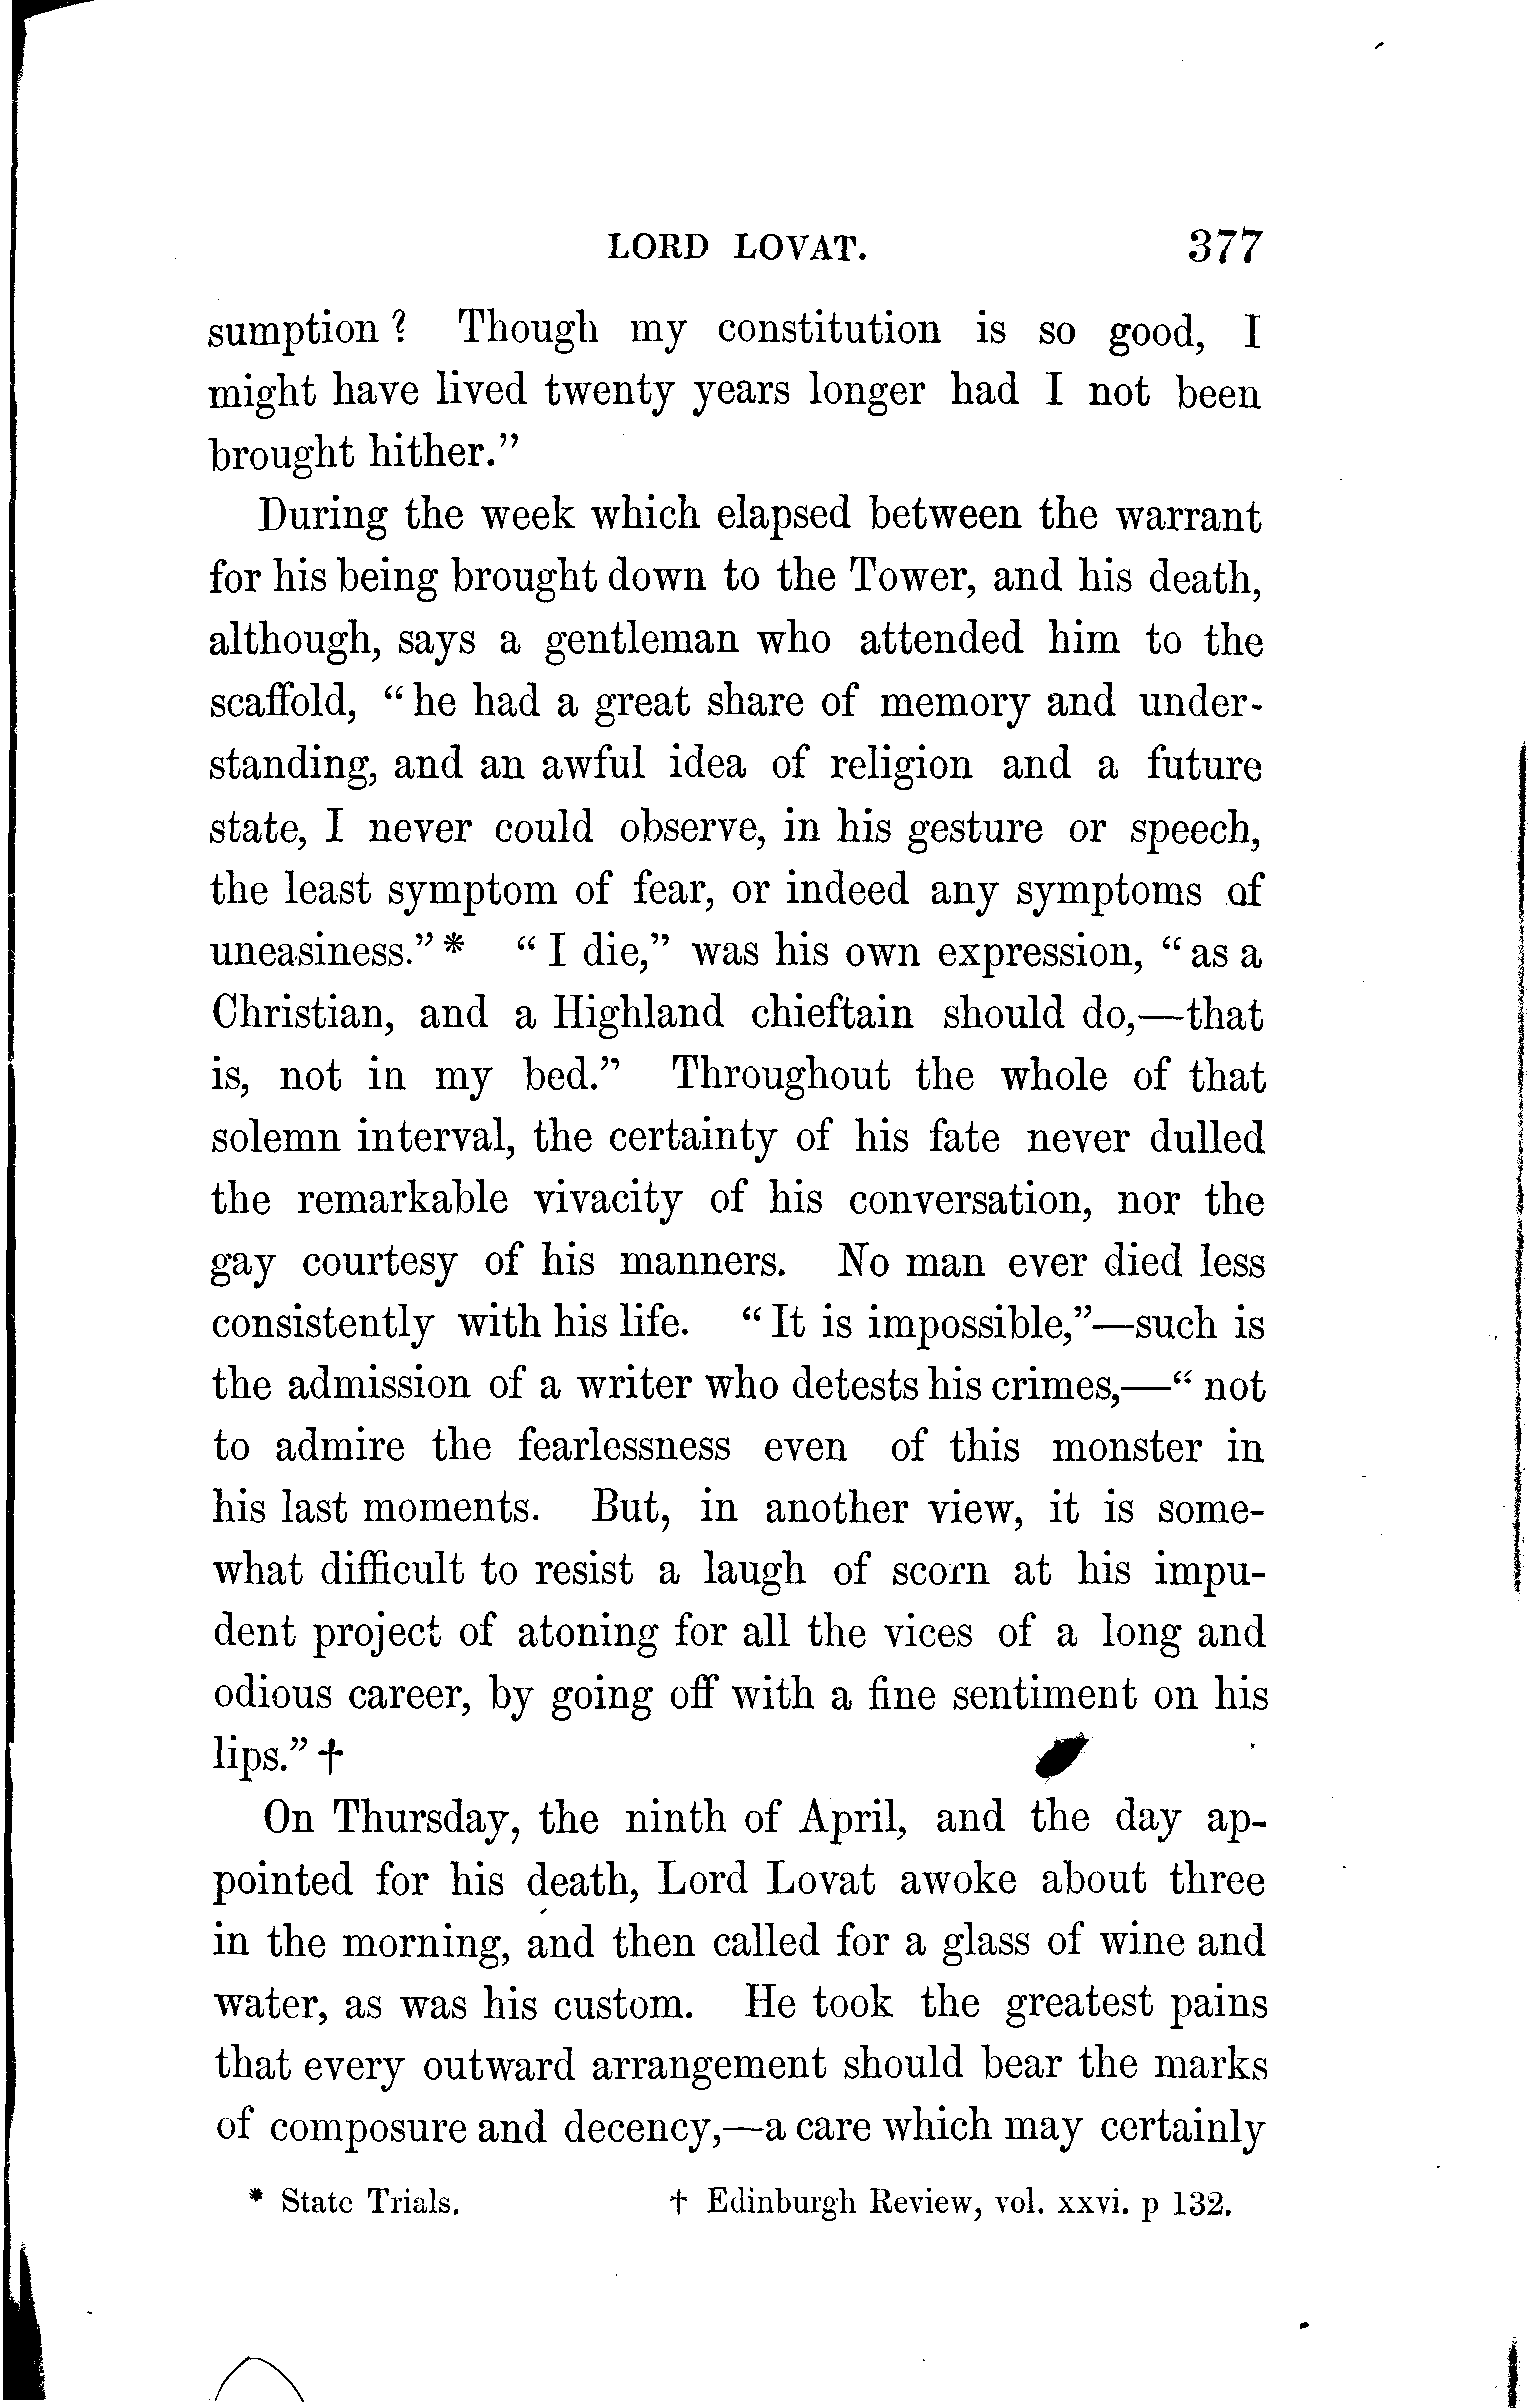 LORD LOVAT. 377
sumption? Though my constitution is so good, I
might have lived twenty years longer had I not been
brought hither."
During the week which elapsed between the warrant
for his being brought down to the Tower, and his death,
although, says a gentleman who attended him to the
scaffold, "he had a great share of memory and under-
standing, and an awful idea of religion and a future
state, I never could observe, in his gesture or speech,
the least symptom of fear, or indeed any symptoms of
uneasiness."* "I die," was his own expression, "as a
Christian, and a Highland chieftain should do,—that
is, not in my bed." Throughout the whole of that
solemn interval, the certainty of his fate never dulled
the remarkable vivacity of his conversation, nor the
gay courtesy of his manners. No man ever died less
consistently with his life. "It is impossible,"—such is
the admission of a writer who detests his crimes,—"not
to admire the fearlessness even of this monster in
his last moments. But, in another view, it is some-
what difficult to resist a laugh of scorn at his impu-
dent project of atoning for all the vices of a long and
odious career, by going off with a fine sentiment on his
lips."†
On Thursday, the ninth of April, and the day ap-
pointed for his death, Lord Lovat awoke about three
in the morning, and then called for a glass of wine and
water, as was his custom. He took the greatest pains
that every outward arrangement should bear the marks
of composure and decency,—a care which may certainly
* State Trials. † Edinburgh Review, vol. xxvi. p 132.